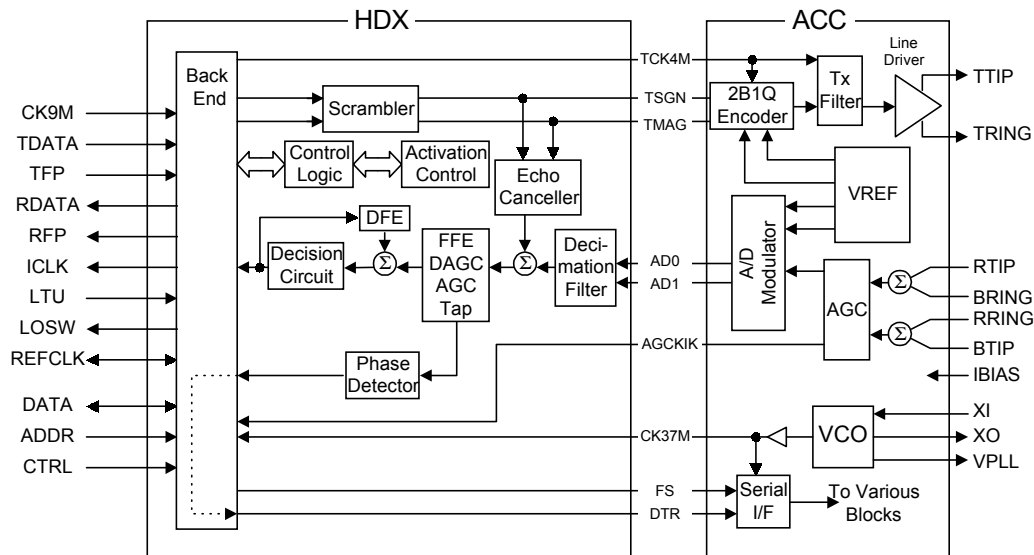 HDX
ACC
Back
End
CK9M
TDATA
TFP
RDATA
RFP
ICLK
LTU
LOSW
REFCLK
DATA
ADDR
CTRL
Scrambler
Control
Logic
Activation
Control
Echo
Canceller
DFE
Decision
Circuit
Σ
FFE
DAGC
AGC
Tap
Σ
Deci-
mation
Filter
Phase
Detector
TCK4M
TSGN
TMAG
AD0
AD1
AGCKIK
CK37M
FS
DTR
2B1Q
Encoder
Tx
Filter
Line
Driver
VREF
A/D
Modulator
AGC
Σ
Σ
VCO
Serial
I/F
To Various
Blocks
TTIP
TRING
RTIP
BRING
RRING
BTIP
IBIAS
XI
XO
VPLL